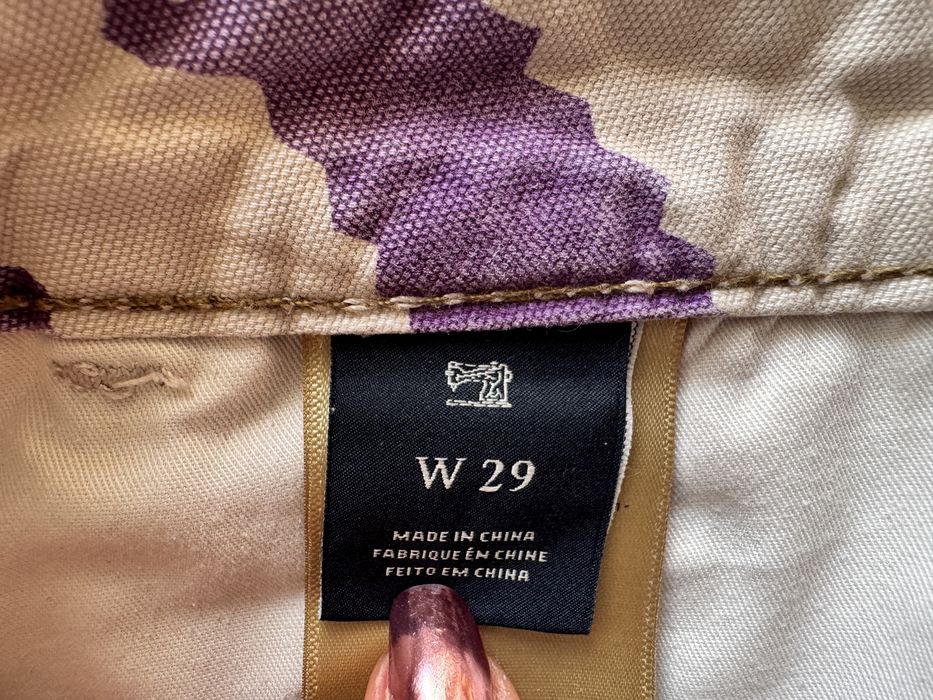 W 29
MADE IN CHINA
FABRIQUE ÉN CHINE
FEITO EM CHINA